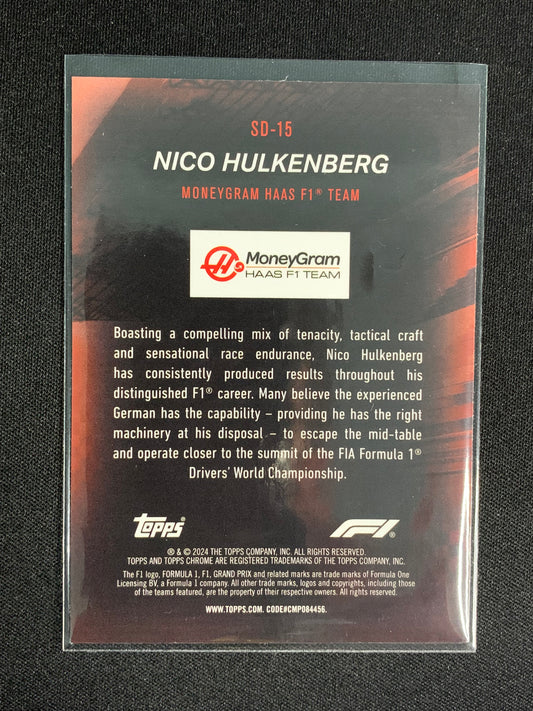 SD-15
NICO HULKENBERG
MONEYGRAM HAAS F1® TEAM
MoneyGram
HAAS F1 TEAM
Boasting a compelling mix of tenacity, tactical craft
and sensational race endurance, Nico Hulkenberg
has consistently produced results throughout his
distinguished F1® career. Many believe the experienced
German has the capability – providing he has the right
machinery at his disposal – to escape the mid-table
and operate closer to the summit of the FIA Formula 1®
Drivers' World Championship.
topps F1®
® & © 2024 THE TOPPS COMPANY, INC. ALL RIGHTS RESERVED.
TOPPS AND TOPPS CHROME ARE REGISTERED TRADEMARKS OF THE TOPPS COMPANY, INC.
The F1 logo, FORMULA 1, F1, GRAND PRIX and related marks are trade marks of Formula One
Licensing BV, a Formula 1 company. All other trade marks, logos and copyrights, including those
of the teams featured, are the property of their respective owners. All rights reserved.
WWW.TOPPS.COM. CODE#CMP084456.